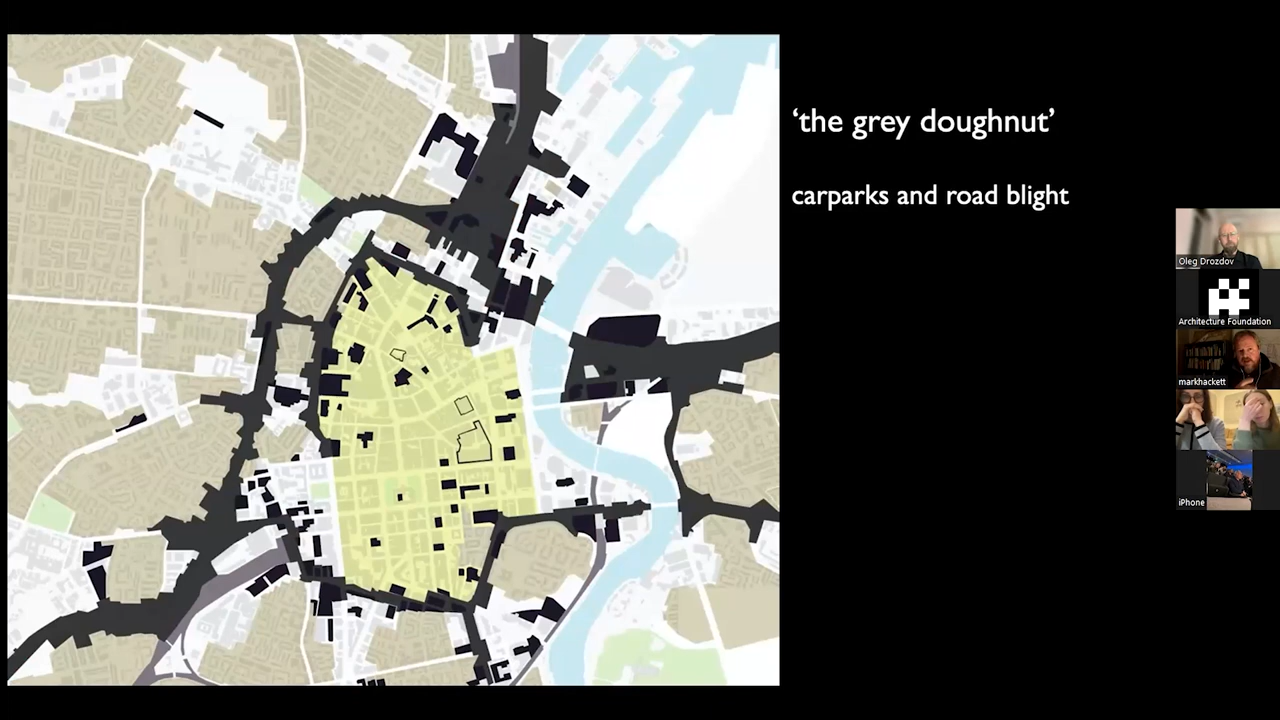 ‘the grey doughnut’
carparks and road blight
Oleg Drozdov
Architecture Foundation
markhackett
iPhone